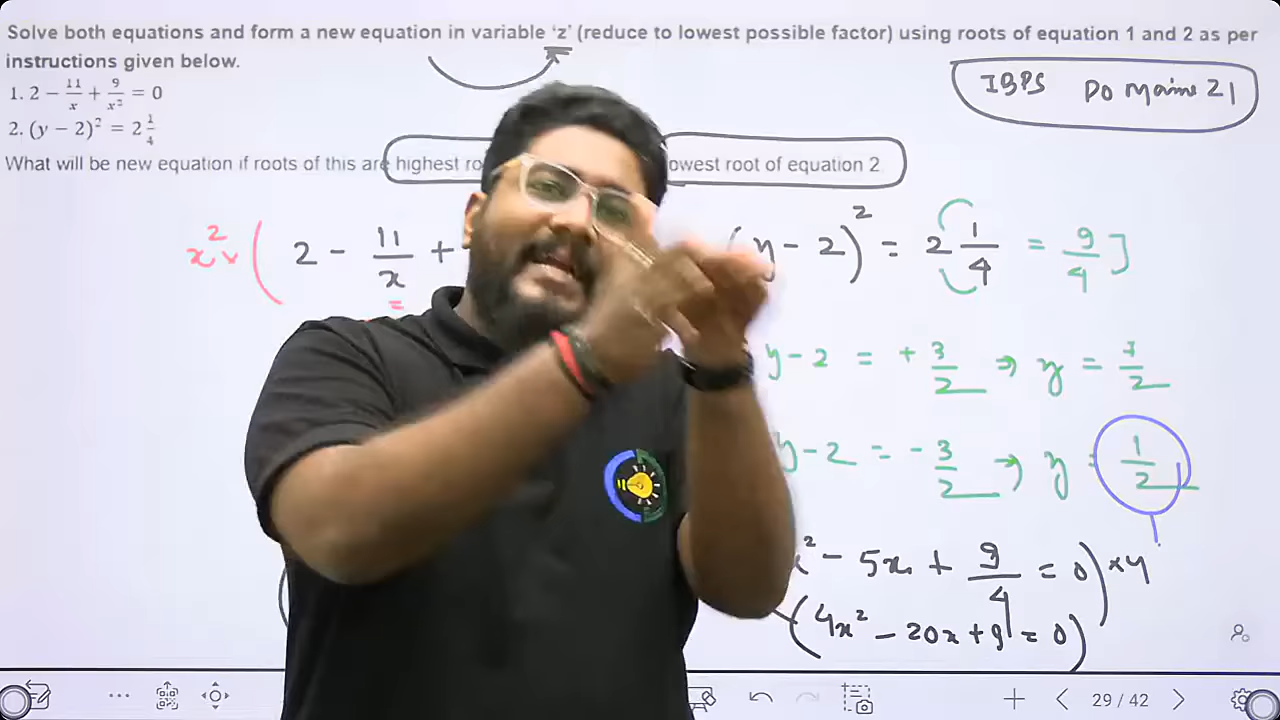 Solve both equations and form a new equation in variable ‘z’ (reduce to lowest possible factor) using roots of equation 1 and 2 as per
instructions given below.
1. 2 − 11/x + 9/x² = 0
2. (y − 2)² = 2 1/4
IBPS PO Mains 21
What will be new equation if roots of this are highest ro
owest root of equation 2.
x² ( 2 - 11/x +
(y - 2)² = 2 1/4 = 9/4 ]
y - 2 = + 3/2 ⇒ y = 7/2
y - 2 = - 3/2 ⇒ y = 1/2
² - 5x + 9/4 = 0) × 4
(4x² - 20x + 9 = 0)
29 / 42